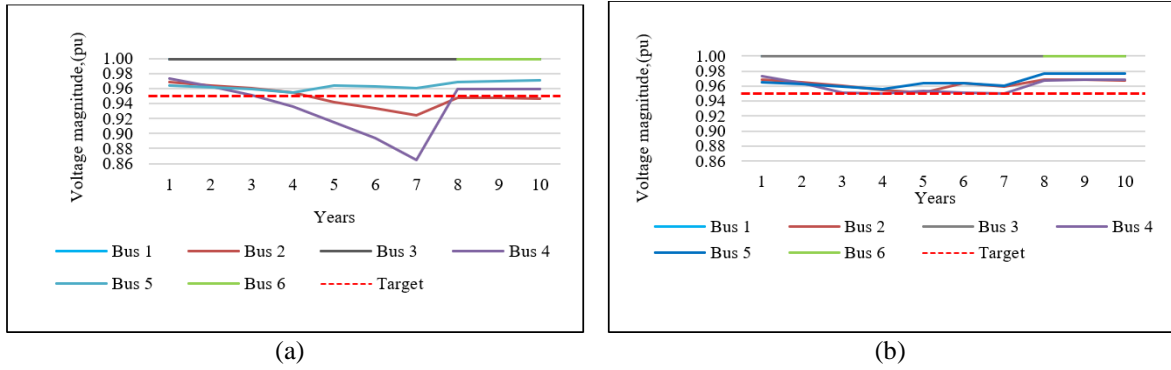 Voltage magnitude,(pu)
1.00
0.98
0.96
0.94
0.92
0.90
0.88
0.86
1 2 3 4 5 6 7 8 9 10
Years
Bus 1 Bus 2 Bus 3 Bus 4
Bus 5 Bus 6 Target
(a)
Voltage magnitude,(pu)
1.00
0.98
0.96
0.94
0.92
0.90
0.88
0.86
1 2 3 4 5 6 7 8 9 10
Years
Bus 1 Bus 2 Bus 3 Bus 4
Bus 5 Bus 6 Target
(b)